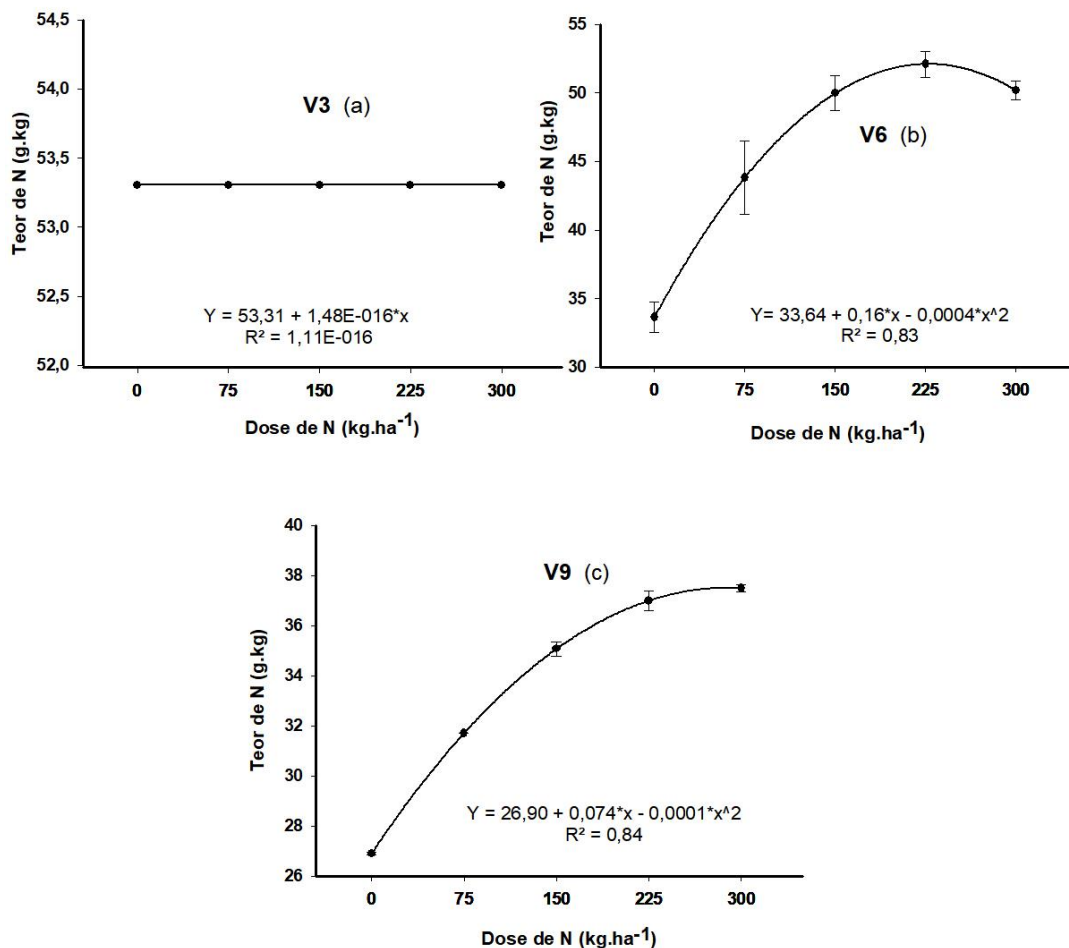 54,5
54,0
53,5
53,0
52,5
52,0
Teor de N (g.kg)
V3 (a)
Y = 53,31 + 1,48E-016*x
R² = 1,11E-016
0 75 150 225 300
Dose de N (kg.ha⁻¹)
55
50
45
40
35
30
Teor de N (g.kg)
V6 (b)
Y= 33,64 + 0,16*x - 0,0004*x^2
R² = 0,83
0 75 150 225 300
Dose de N (kg.ha⁻¹)
40
38
36
34
32
30
28
26
Teor de N (g.kg)
V9 (c)
Y = 26,90 + 0,074*x - 0,0001*x^2
R² = 0,84
0 75 150 225 300
Dose de N (kg.ha⁻¹)